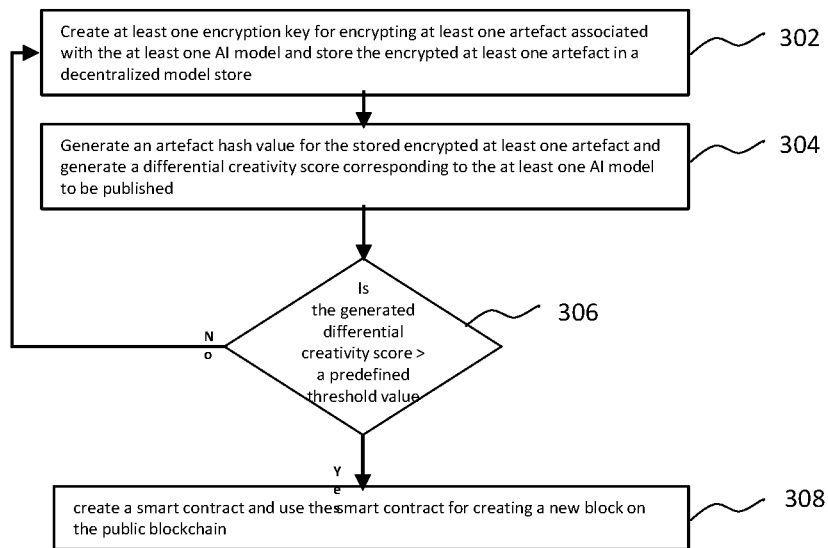 Create at least one encryption key for encrypting at least one artefact associated
with the at least one AI model and store the encrypted at least one artefact in a
decentralized model store
302
Generate an artefact hash value for the stored encrypted at least one artefact and
generate a differential creativity score corresponding to the at least one AI model
to be published
304
Is
the generated
differential
creativity score >
a predefined
threshold value
306
N
o
Y
e
s
create a smart contract and use the smart contract for creating a new block on
the public blockchain
308